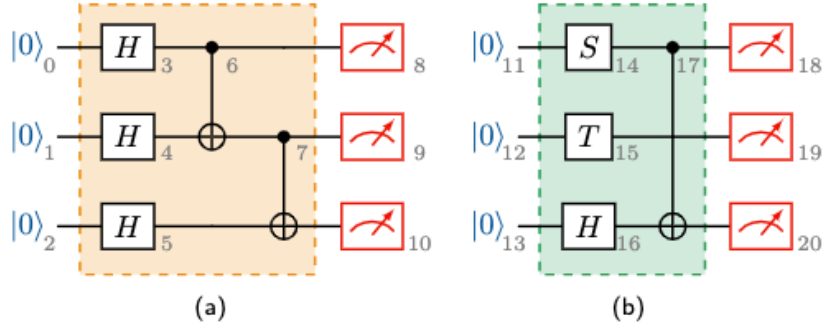 |0⟩ 0 H 3 6 8 |0⟩ 11 S 14 17 18
|0⟩ 1 H 4 7 9 |0⟩ 12 T 15 19
|0⟩ 2 H 5 10 |0⟩ 13 H 16 20
(a) (b)